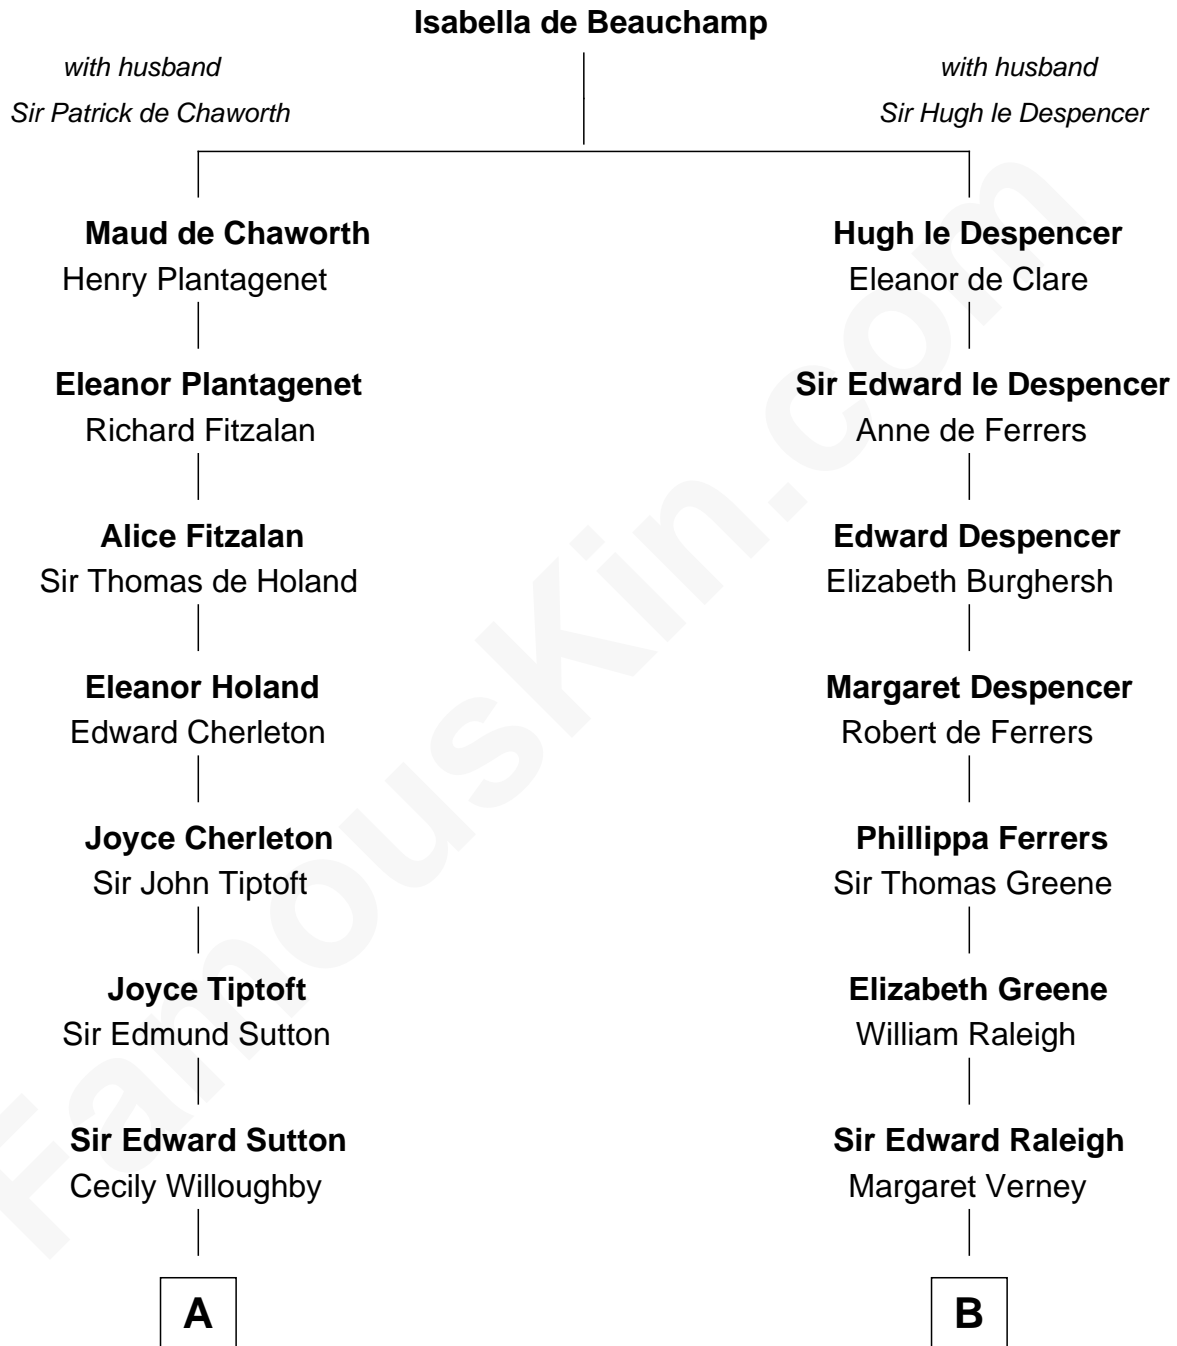 Isabella de Beauchamp
with husband
Sir Patrick de Chaworth
with husband
Sir Hugh le Despencer
Maud de Chaworth
Henry Plantagenet
Hugh le Despencer
Eleanor de Clare
Eleanor Plantagenet
Richard Fitzalan
Sir Edward le Despencer
Anne de Ferrers
Alice Fitzalan
Sir Thomas de Holand
Edward Despencer
Elizabeth Burghersh
Eleanor Holand
Edward Cherleton
Margaret Despencer
Robert de Ferrers
Joyce Cherleton
Sir John Tiptoft
Phillippa Ferrers
Sir Thomas Greene
Joyce Tiptoft
Sir Edmund Sutton
Elizabeth Greene
William Raleigh
Sir Edward Sutton
Cecily Willoughby
Sir Edward Raleigh
Margaret Verney
A
B
FamousKin.com